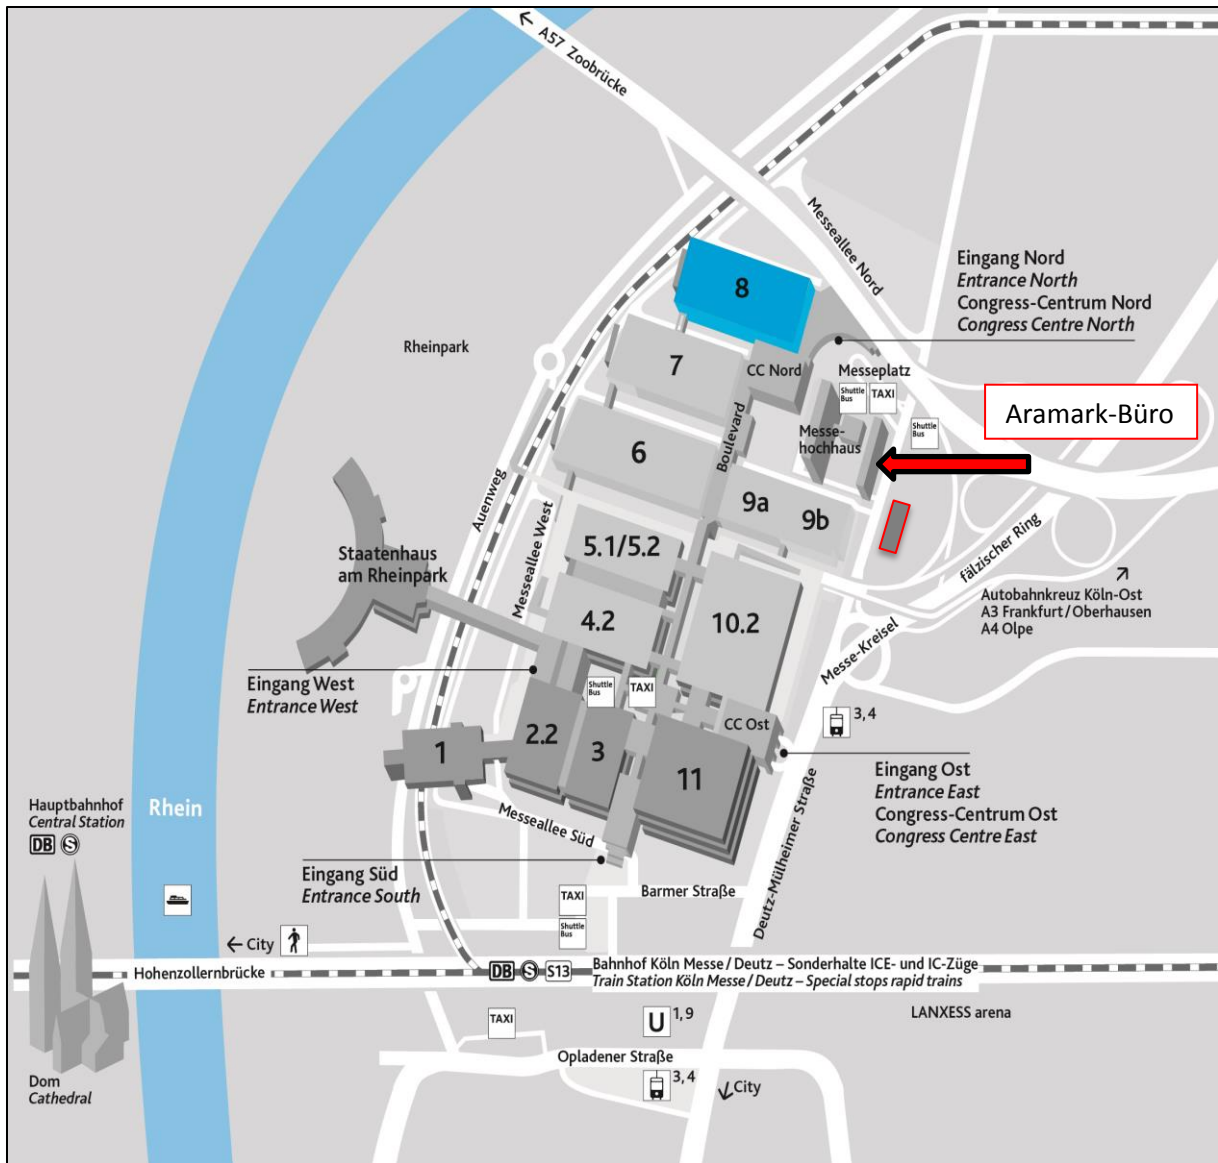 ← A57 Zoobrücke
Messeallee Nord
Eingang Nord
Entrance North
Congress-Centrum Nord
Congress Centre North
8
Rheinpark
7
CC Nord
Messeplatz
Shuttle Bus
TAXI
Aramark-Büro
Shuttle Bus
Messe-
hochhaus
Boulevard
6
Auenweg
9a
9b
Messeallee West
5.1/5.2
fälzischer Ring
Staatenhaus
am Rheinpark
Autobahnkreuz Köln-Ost
A3 Frankfurt/Oberhausen
A4 Olpe
4.2
10.2
Messe-Kreisel
Eingang West
Entrance West
Shuttle Bus
TAXI
CC Ost
3, 4
2.2
3
1
11
Eingang Ost
Entrance East
Congress-Centrum Ost
Congress Centre East
Hauptbahnhof
Central Station
DB S
Rhein
Messeallee Süd
Deutz-Mülheimer Straße
Eingang Süd
Entrance South
TAXI
Barmer Straße
Shuttle Bus
← City
Hohenzollernbrücke
DB S S13
Bahnhof Köln Messe/Deutz – Sonderhalte ICE- und IC-Züge
Train Station Köln Messe/Deutz – Special stops rapid trains
TAXI
U 1, 9
LANXESS arena
Opladener Straße
3, 4
City
Dom
Cathedral